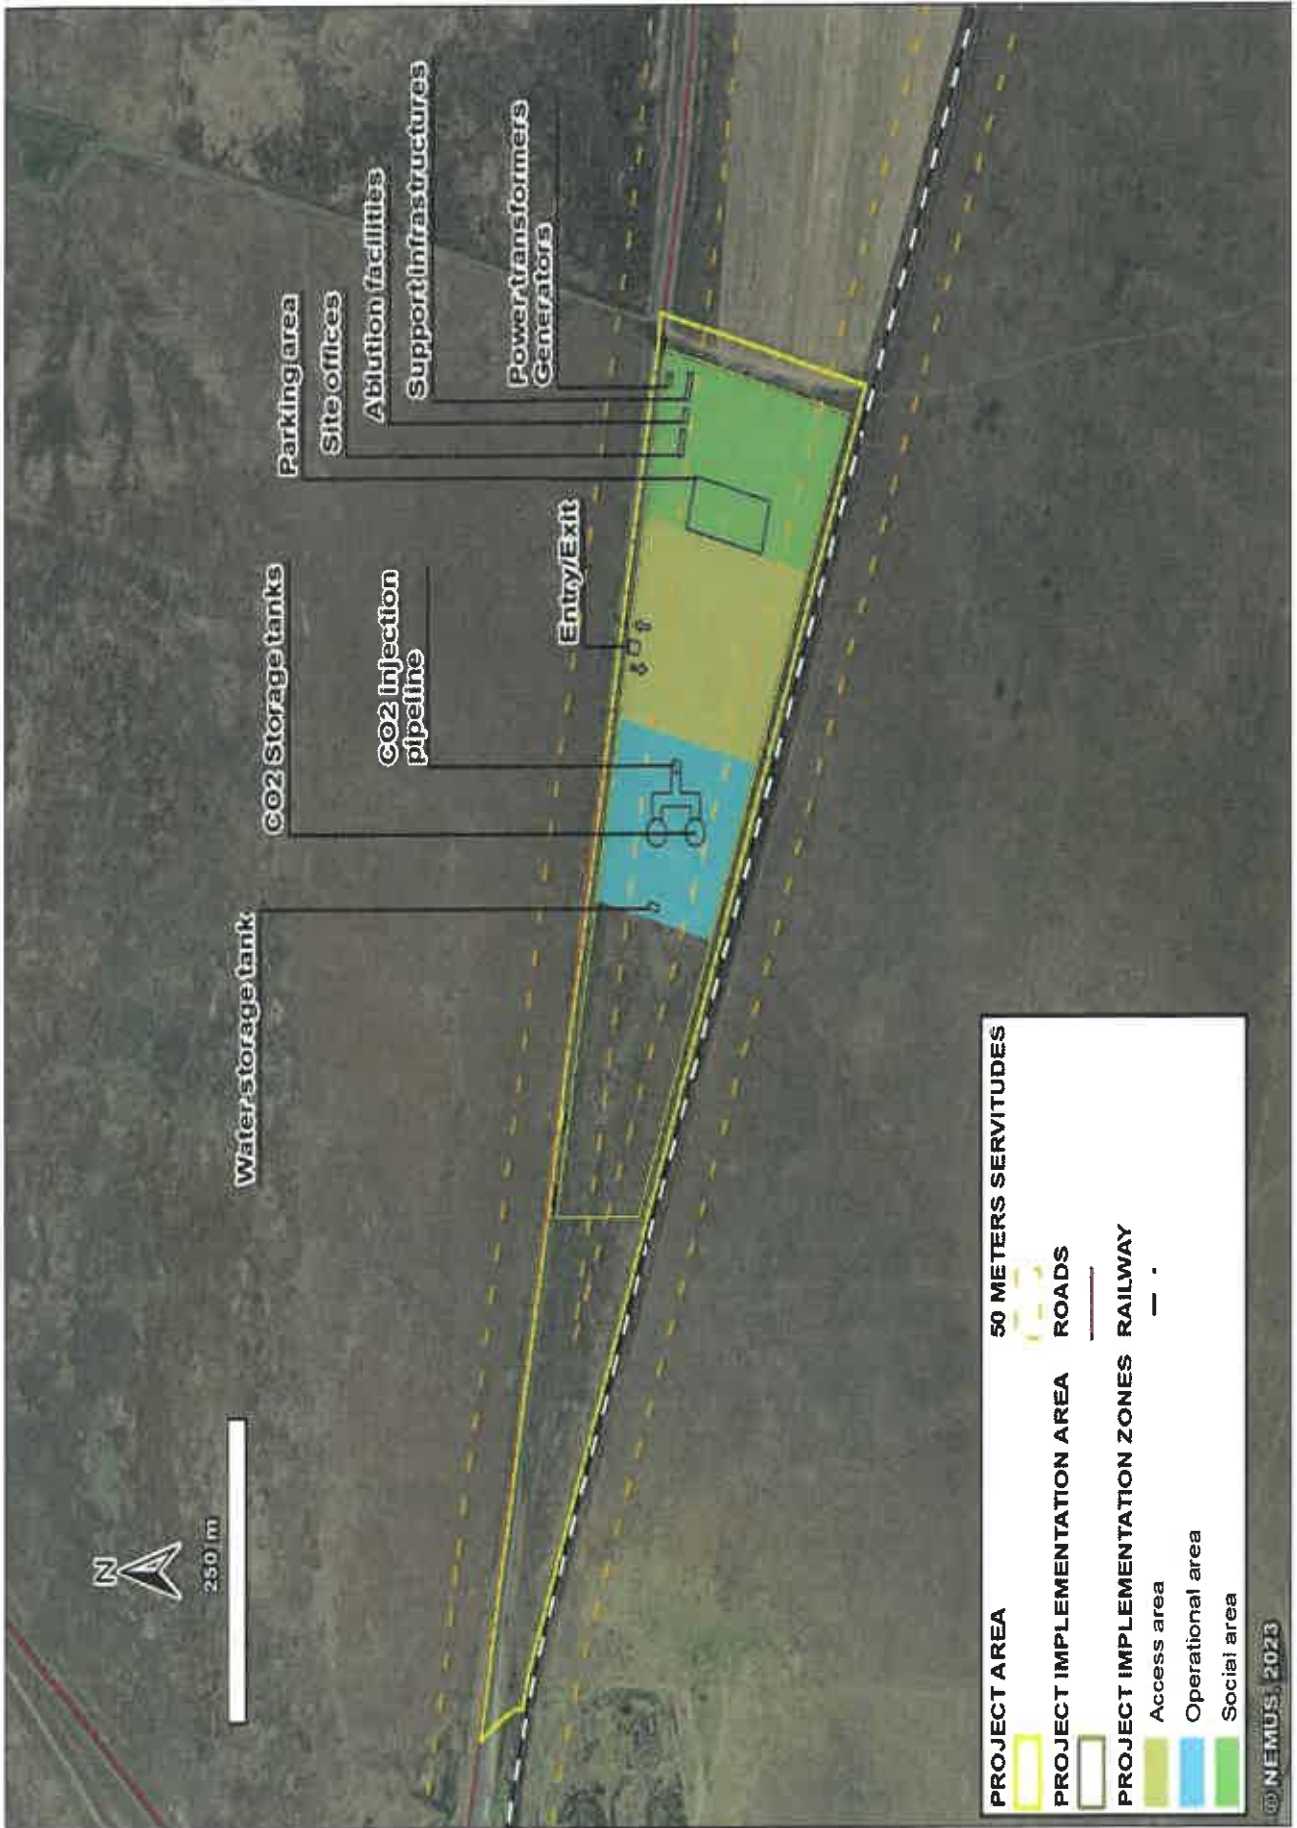 N
250 m
Water storage tank
CO2 Storage tanks
CO2 injection
pipeline
Entry/Exit
Parking area
Site offices
Ablution facilities
Support infrastructures
Power transformers
Generators
PROJECT AREA
PROJECT IMPLEMENTATION AREA
PROJECT IMPLEMENTATION ZONES
Access area
Operational area
Social area
50 METERS SERVITUDES
ROADS
RAILWAY
© NEMUS, 2023